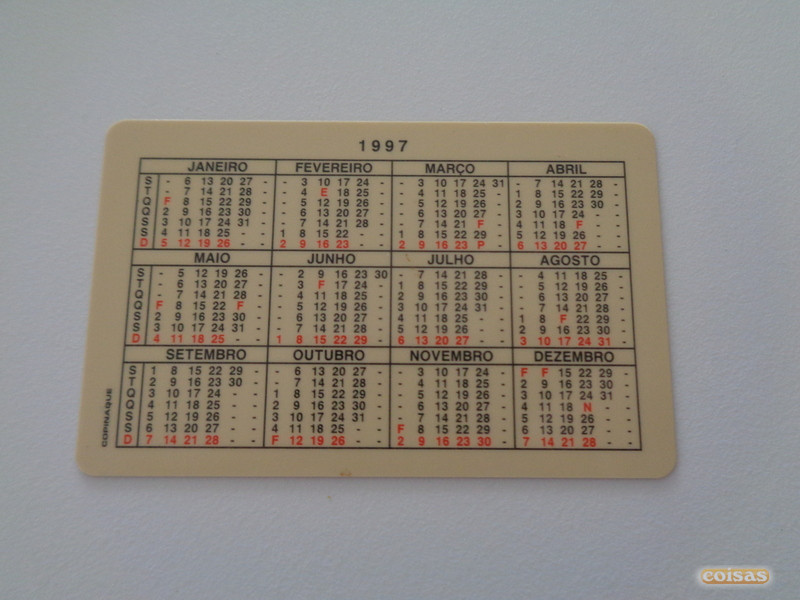 1997
JANEIRO FEVEREIRO MARÇO ABRIL
S - 6 13 20 27 - - 3 10 17 24 - - 3 10 17 24 31 - 7 14 21 28 -
T - 7 14 21 28 - - 4 E 18 25 - - 4 11 18 25 - 1 8 15 22 29 -
Q F 8 15 22 29 - - 5 12 19 26 - - 5 12 19 26 - 2 9 16 23 30 -
Q 2 9 16 23 30 - - 6 13 20 27 - - 6 13 20 27 - 3 10 17 24 - -
S 3 10 17 24 31 - - 7 14 21 28 - - 7 14 21 F - 4 11 18 F - -
S 4 11 18 25 - - 1 8 15 22 - - 1 8 15 22 29 - 5 12 19 26 - -
D 5 12 19 26 - - 2 9 16 23 - - 2 9 16 23 P - 6 13 20 27 - -
MAIO JUNHO JULHO AGOSTO
S - 5 12 19 26 - - 2 9 16 23 30 - 7 14 21 28 - - 4 11 18 25 -
T - 6 13 20 27 - - 3 F 17 24 - 1 8 15 22 29 - - 5 12 19 26 -
Q - 7 14 21 28 - - 4 11 18 25 - 2 9 16 23 30 - - 6 13 20 27 -
Q F 8 15 22 F - - 5 12 19 26 - 3 10 17 24 31 - - 7 14 21 28 -
S 2 9 16 23 30 - - 6 13 20 27 - 4 11 18 25 - - 1 8 F 22 29 -
S 3 10 17 24 31 - - 7 14 21 28 - 5 12 19 26 - - 2 9 16 23 30 -
D 4 11 18 25 - - 1 8 15 22 29 - 6 13 20 27 - - 3 10 17 24 31 -
SETEMBRO OUTUBRO NOVEMBRO DEZEMBRO
S 1 8 15 22 29 - - 6 13 20 27 - - 3 10 17 24 - F F 15 22 29 -
T 2 9 16 23 30 - - 7 14 21 28 - - 4 11 18 25 - 2 9 16 23 30 -
Q 3 10 17 24 - - 1 8 15 22 29 - - 5 12 19 26 - 3 10 17 24 31 -
Q 4 11 18 25 - - 2 9 16 23 30 - - 6 13 20 27 - 4 11 18 N - -
S 5 12 19 26 - - 3 10 17 24 31 - - 7 14 21 28 - 5 12 19 26 - -
S 6 13 20 27 - - 4 11 18 25 - - F 8 15 22 29 - 6 13 20 27 - -
D 7 14 21 28 - - F 12 19 26 - - 2 9 16 23 30 - 7 14 21 28 - -
COPINAQUE
coisas